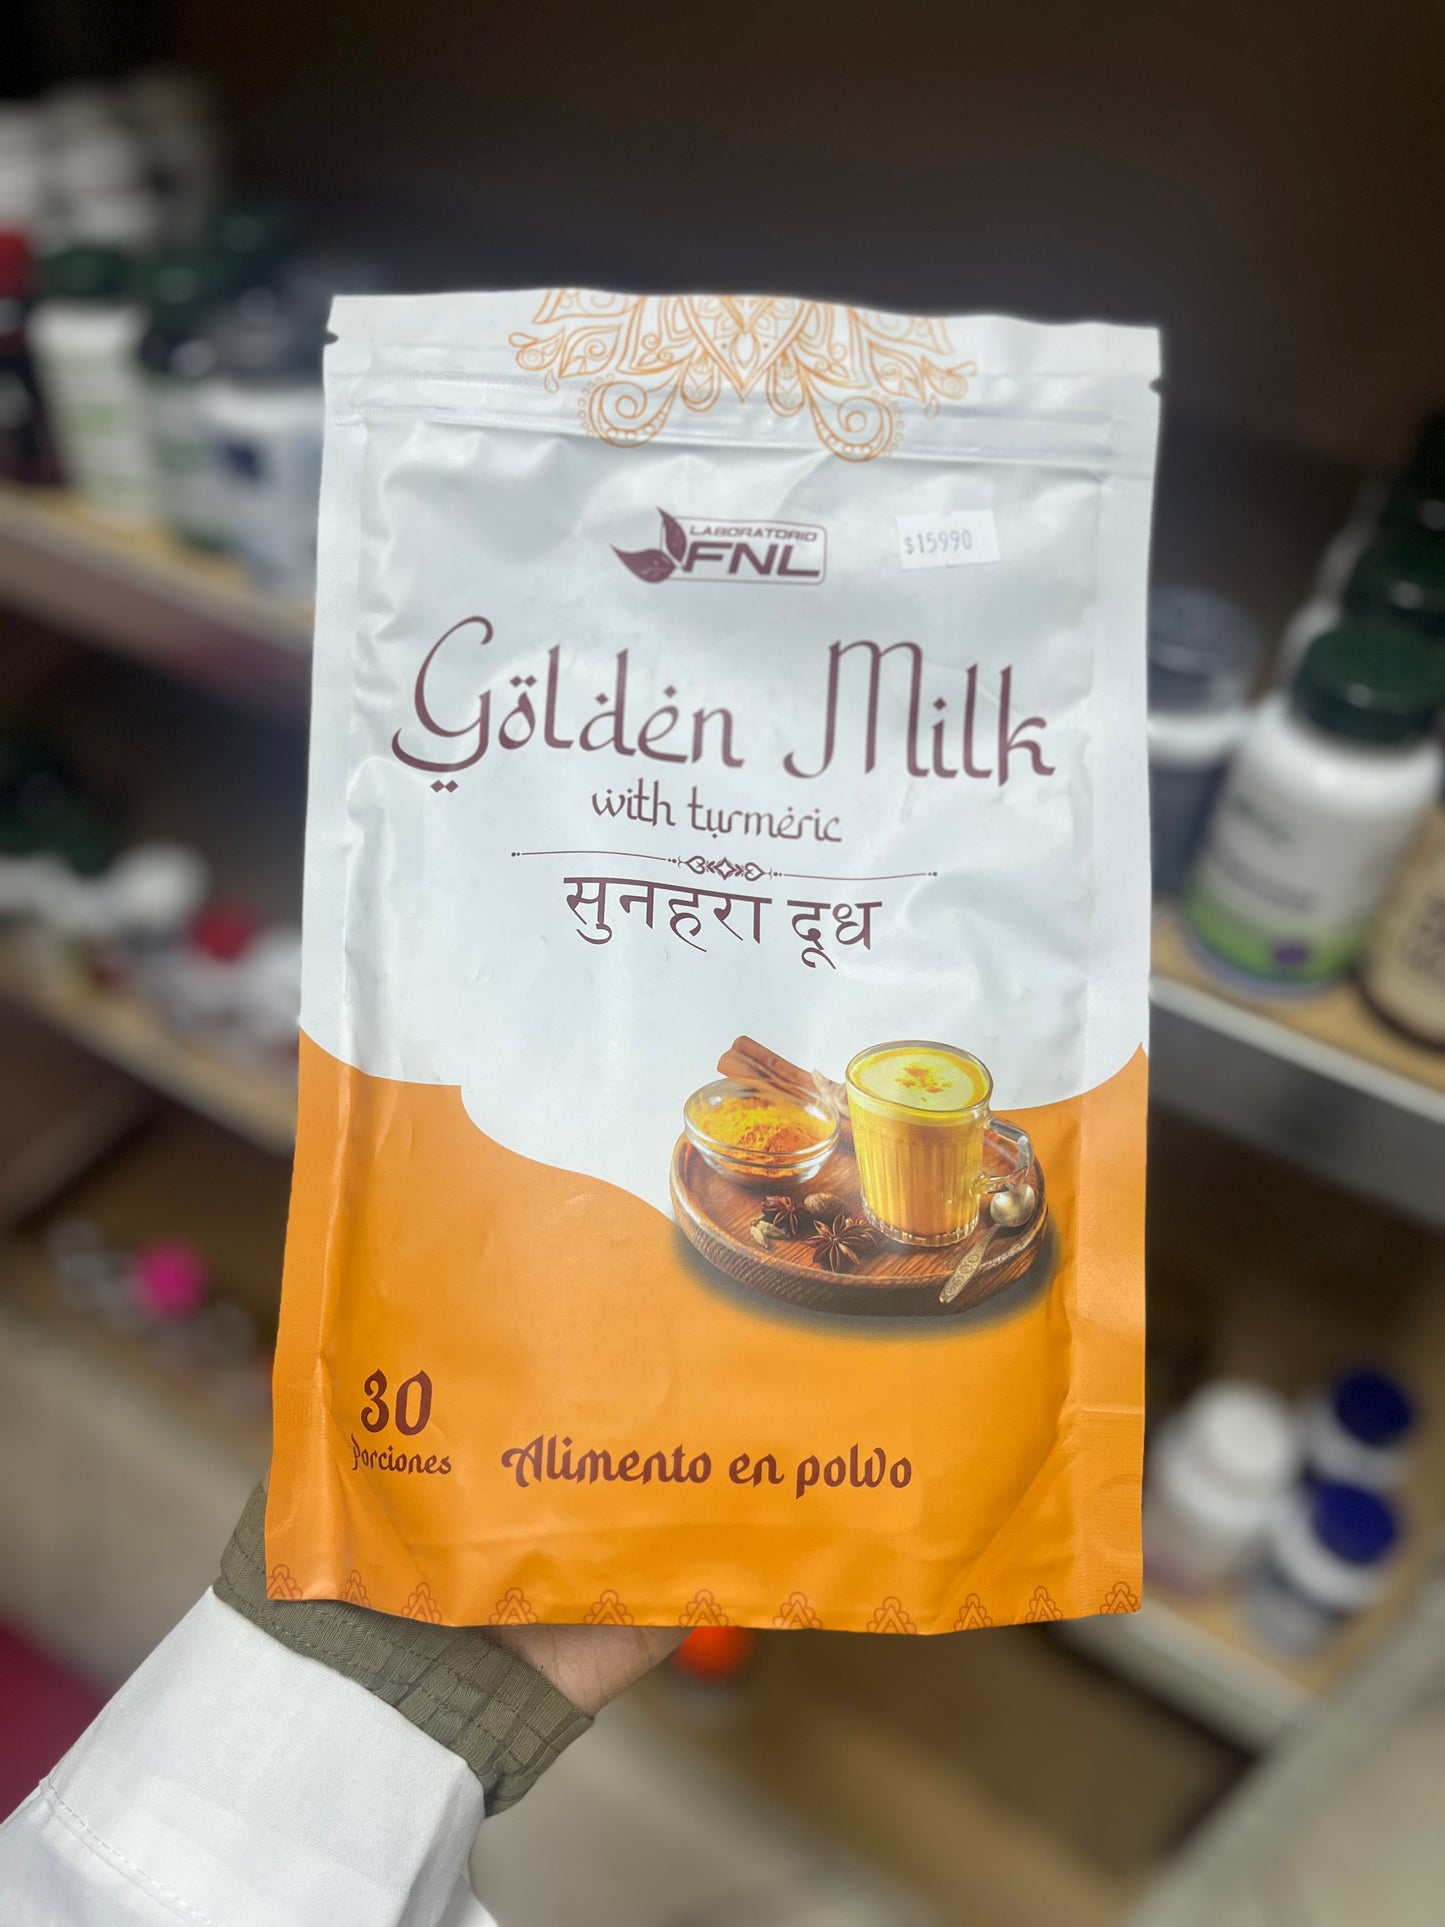 LABORATORIO
FNL
$15990
Golden Milk
with turmeric
सुनहरा दूध
30
Porciones
Alimento en polvo